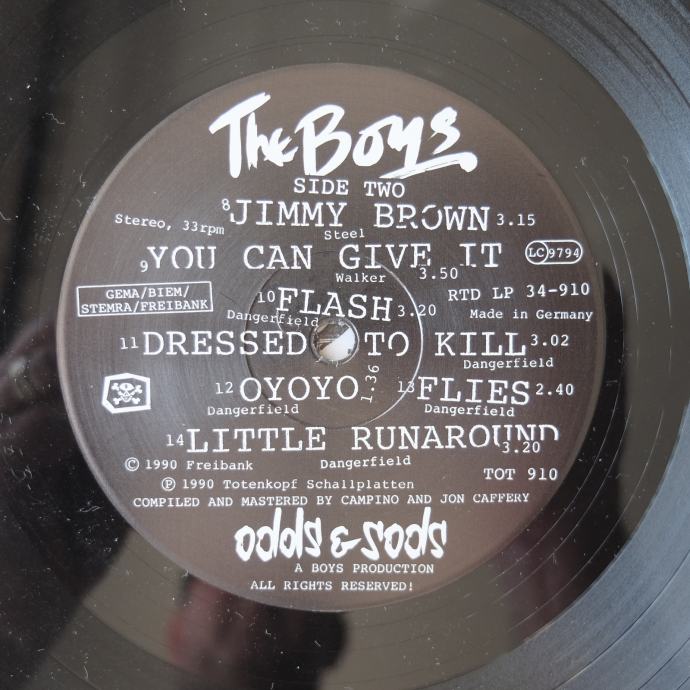 The Boys
SIDE TWO
8 JIMMY BROWN 3.15
Stereo, 33rpm
Steel
9 YOU CAN GIVE IT
LC 9794
Walker 3.50
GEMA/BIEM/
STEMRA/FREIBANK
10 FLASH 3.20
RTD LP 34-910
Dangerfield
Made in Germany
11 DRESSED TO KILL 3.02
Dangerfield
12 OYOYO 1.36
13 FLIES 2.40
Dangerfield
Dangerfield
14 LITTLE RUNAROUND
3.20
© 1990 Freibank
Dangerfield
℗ 1990 Totenkopf Schallplatten
TOT 910
COMPILED AND MASTERED BY CAMPINO AND JON CAFFERY
odds & sods
A BOYS PRODUCTION
ALL RIGHTS RESERVED!